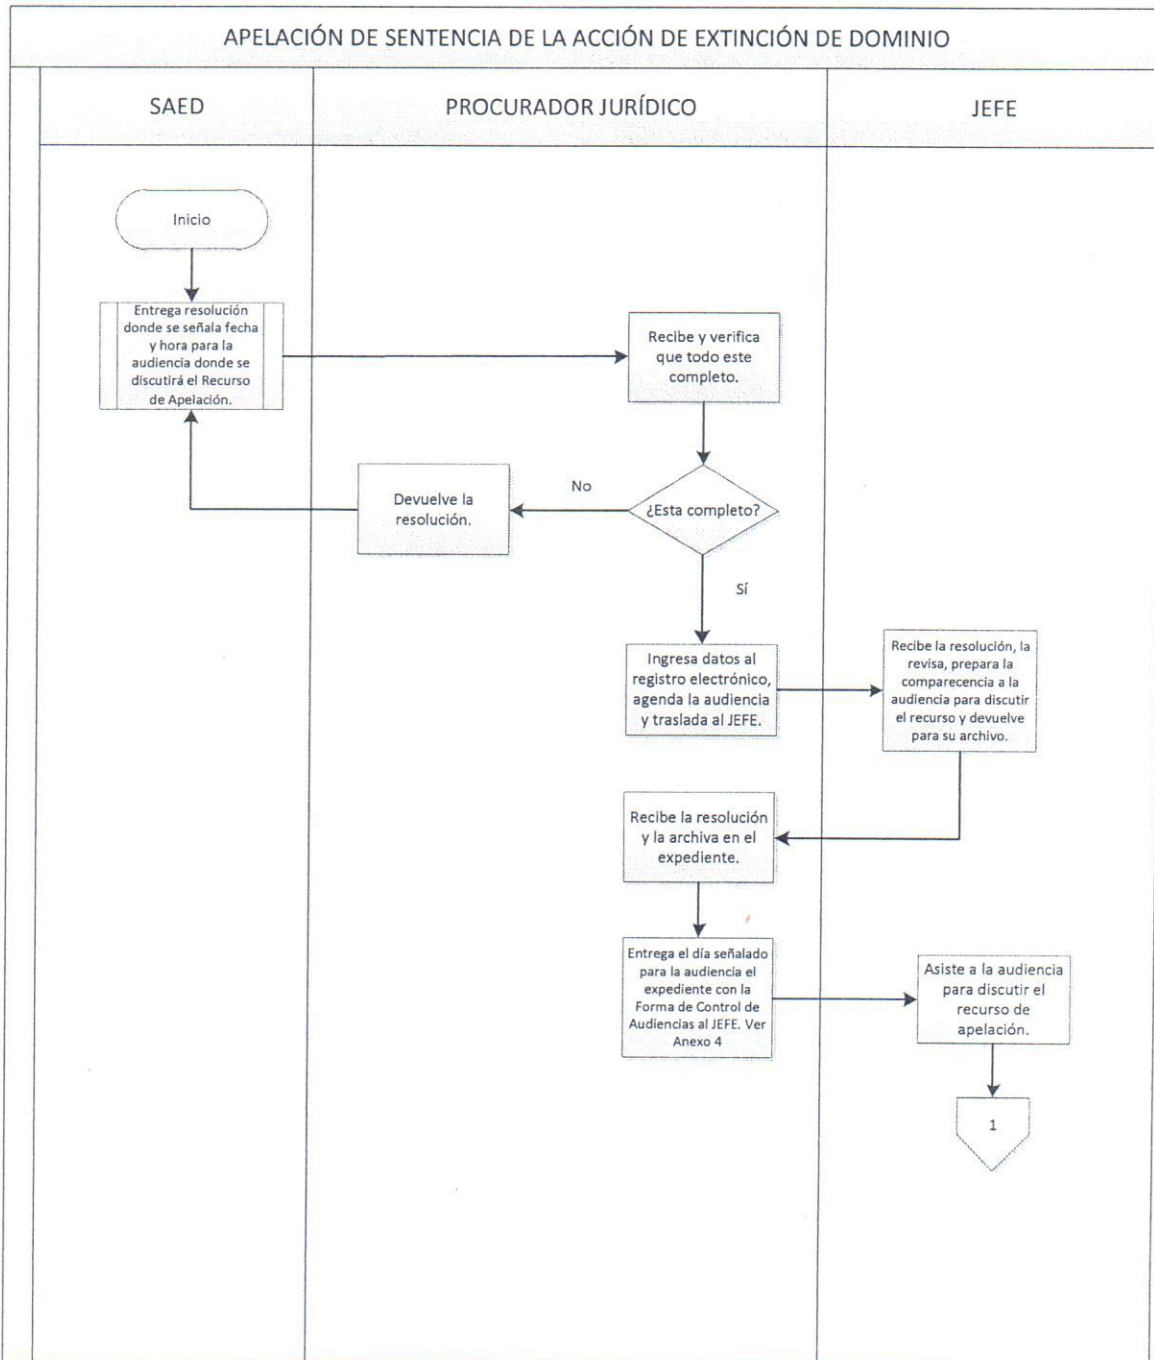 APELACIÓN DE SENTENCIA DE LA ACCIÓN DE EXTINCIÓN DE DOMINIO
SAED
PROCURADOR JURÍDICO
JEFE
Inicio
Entrega resolución
donde se señala fecha
y hora para la
audiencia donde se
discutirá el Recurso
de Apelación.
Recibe y verifica
que todo este
completo.
¿Esta completo?
No
Devuelve la
resolución.
Sí
Ingresa datos al
registro electrónico,
agenda la audiencia
y traslada al JEFE.
Recibe la resolución, la
revisa, prepara la
comparecencia a la
audiencia para discutir
el recurso y devuelve
para su archivo.
Recibe la resolución
y la archiva en el
expediente.
Entrega el día señalado
para la audiencia el
expediente con la
Forma de Control de
Audiencias al JEFE. Ver
Anexo 4
Asiste a la audiencia
para discutir el
recurso de
apelación.
1